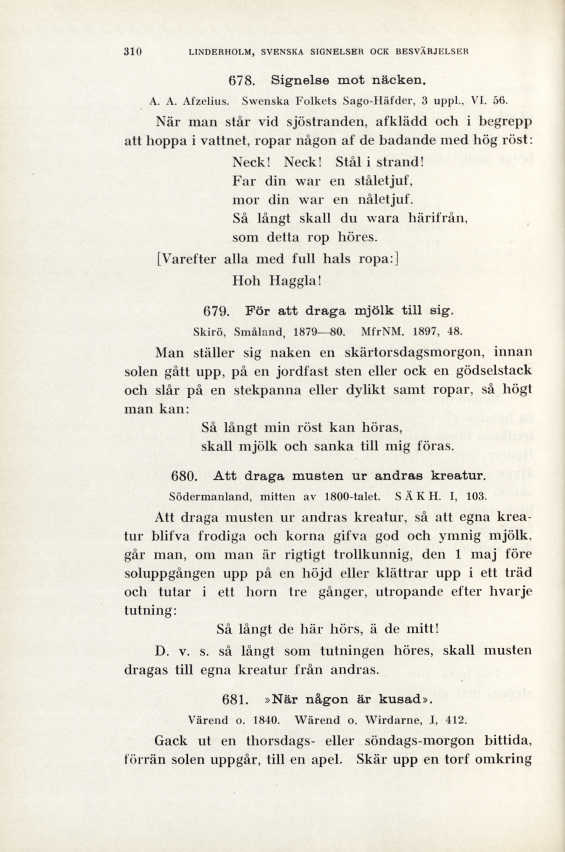 310 LINDERHOLM, SVENSKA SIGNELSER OCK BESVÄRJELSER
678. Signelse mot näcken.
A. A. Afzelius. Swenska Folkets Sago-Häfder, 3 uppl., VI. 56.
När man står vid sjöstranden, afklädd och i begrepp
att hoppa i vattnet, ropar någon af de badande med hög röst:
Neck! Neck! Stål i strand!
Far din war en ståletjuf,
mor din war en nåletjuf.
Så långt skall du wara härifrån,
som detta rop höres.
[Varefter alla med full hals ropa:]
Hoh Haggla!
679. För att draga mjölk till sig.
Skirö, Småland, 1879—80. MfrNM. 1897, 48.
Man ställer sig naken en skärtorsdagsmorgon, innan
solen gått upp, på en jordfast sten eller ock en gödselstack
och slår på en stekpanna eller dylikt samt ropar, så högt
man kan:
Så långt min röst kan höras,
skall mjölk och sanka till mig föras.
680. Att draga musten ur andras kreatur.
Södermanland, mitten av 1800-talet. SÄKH. I, 103.
Att draga musten ur andras kreatur, så att egna krea-
tur blifva frodiga och korna gifva god och ymnig mjölk,
går man, om man är rigtigt trollkunnig, den 1 maj före
soluppgången upp på en höjd eller klättrar upp i ett träd
och tutar i ett horn tre gånger, utropande efter hvarje
tutning:
Så långt de här hörs, ä de mitt!
D. v. s. så långt som tutningen höres, skall musten
dragas till egna kreatur från andras.
681. »När någon är kusad».
Värend o. 1840. Wärend o. Wirdarne, I, 412.
Gack ut en thorsdags- eller söndags-morgon bittida,
förrän solen uppgår, till en apel. Skär upp en torf omkring